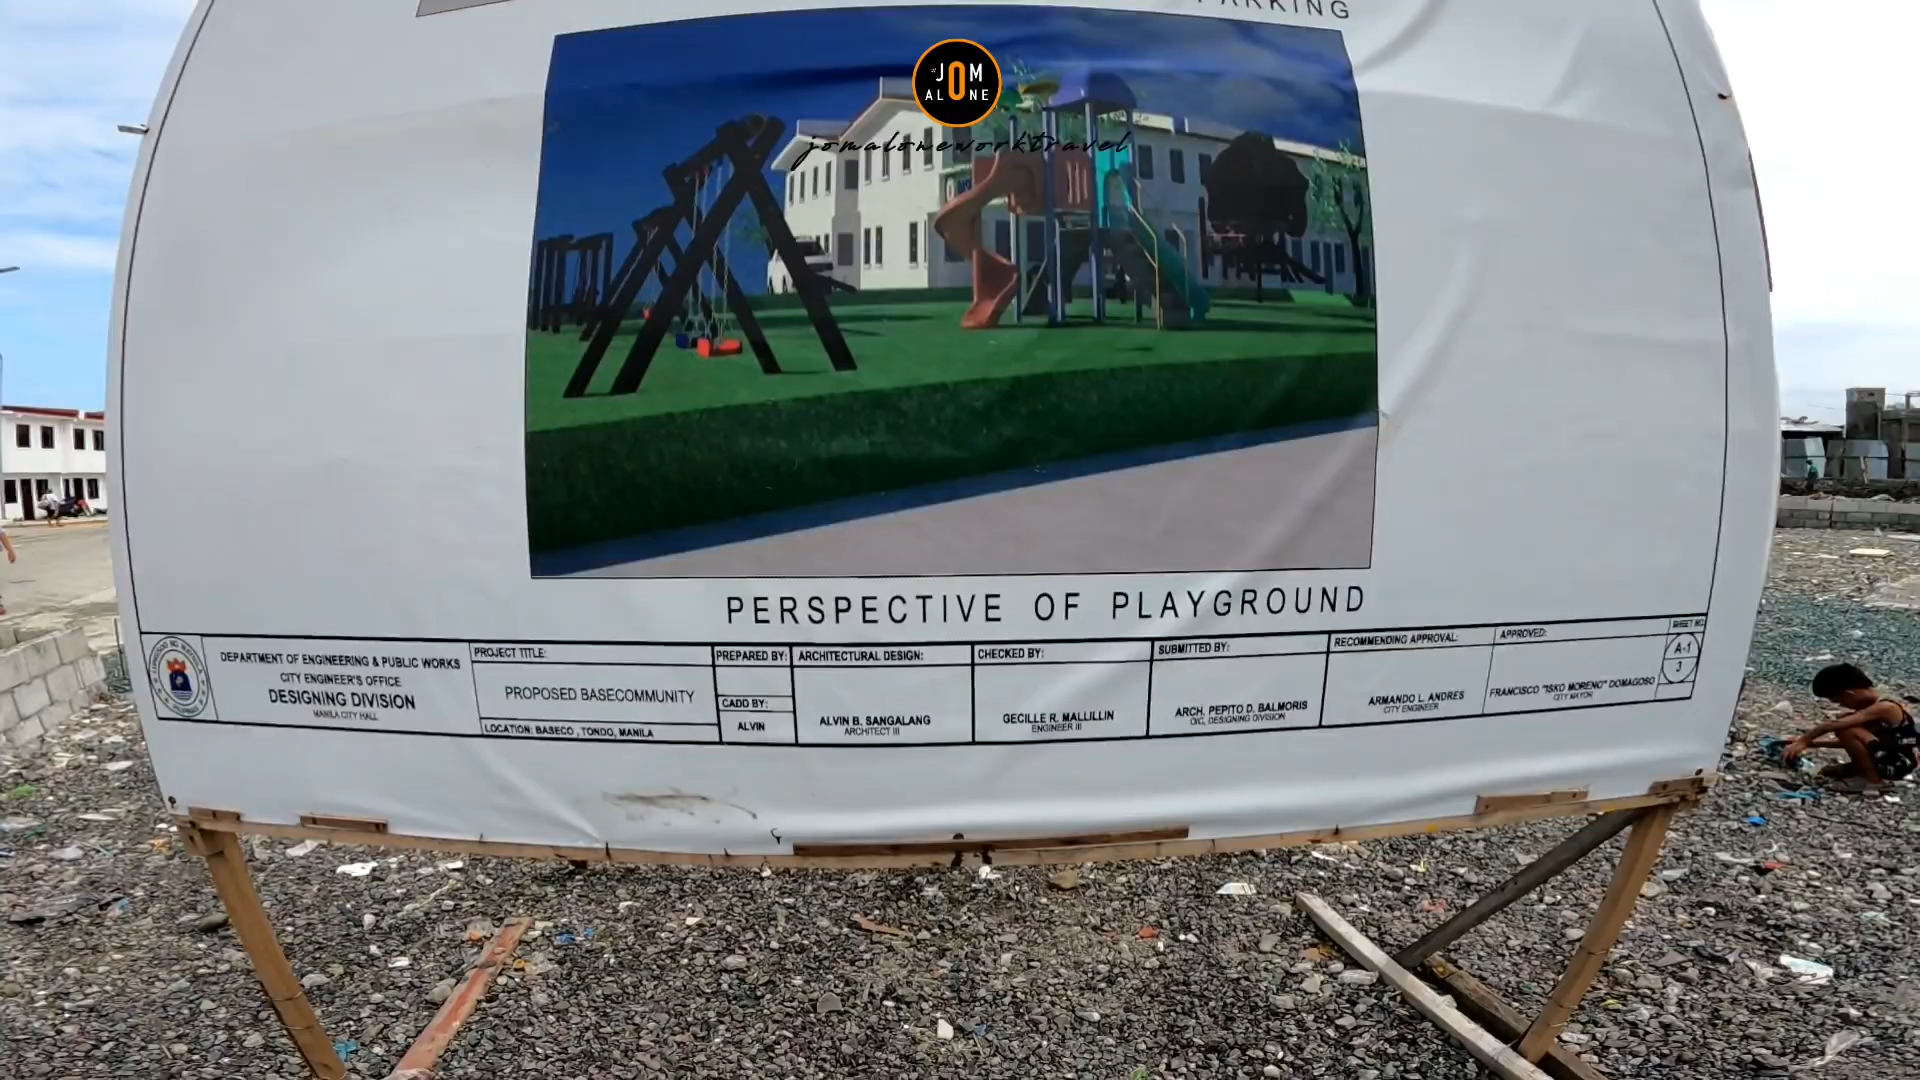 PARKING
#JOM
ALONE
jomaloneworktravel
PERSPECTIVE OF PLAYGROUND
DEPARTMENT OF ENGINEERING & PUBLIC WORKS
CITY ENGINEER'S OFFICE
DESIGNING DIVISION
MANILA CITY HALL
PROJECT TITLE:
PROPOSED BASECOMMUNITY
LOCATION: BASECO , TONDO, MANILA
PREPARED BY:
CADD BY:
ALVIN
ARCHITECTURAL DESIGN:
ALVIN B. SANGALANG
ARCHITECT III
CHECKED BY:
GECILLE R. MALLILLIN
ENGINEER III
SUBMITTED BY:
ARCH. PEPITO D. BALMORIS
OIC, DESIGNING DIVISION
RECOMMENDING APPROVAL:
ARMANDO L. ANDRES
CITY ENGINEER
APPROVED:
FRANCISCO "ISKO MORENO" DOMAGOSO
CITY MAYOR
SHEET NO.
A-1
3